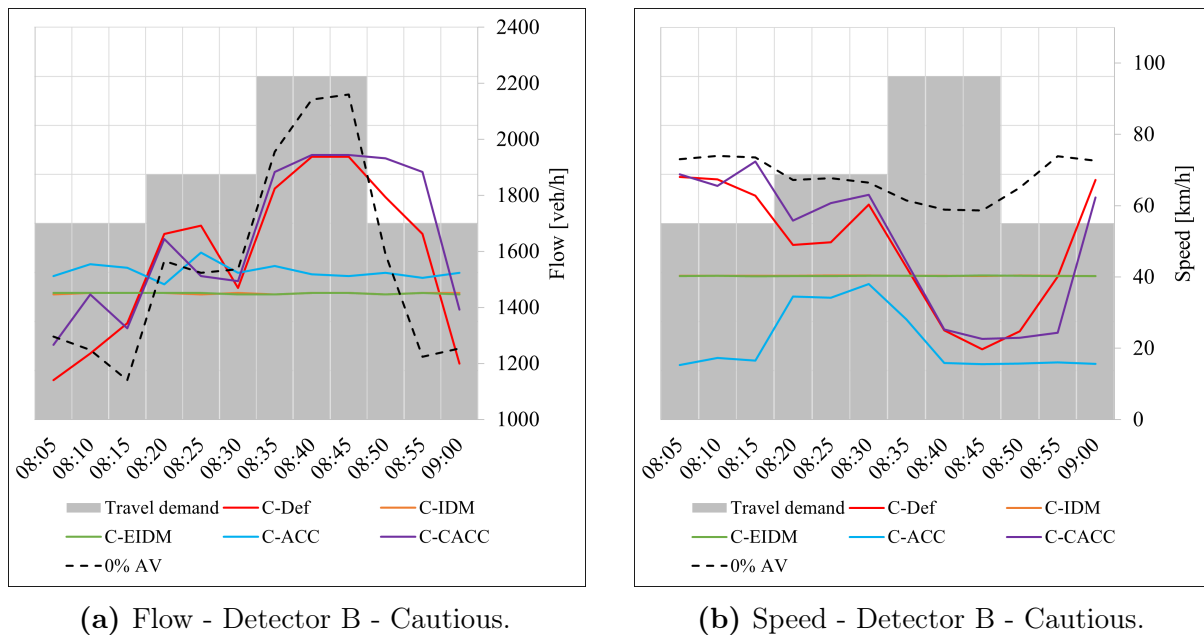 2400
2200
2000
1800
1600
1400
1200
1000
Flow [veh/h]
08:05 08:10 08:15 08:20 08:25 08:30 08:35 08:40 08:45 08:50 08:55 09:00
Travel demand C-Def C-IDM
C-EIDM C-ACC C-CACC
0% AV
(a) Flow - Detector B - Cautious.
100
80
60
40
20
0
Speed [km/h]
08:05 08:10 08:15 08:20 08:25 08:30 08:35 08:40 08:45 08:50 08:55 09:00
Travel demand C-Def C-IDM
C-EIDM C-ACC C-CACC
0% AV
(b) Speed - Detector B - Cautious.